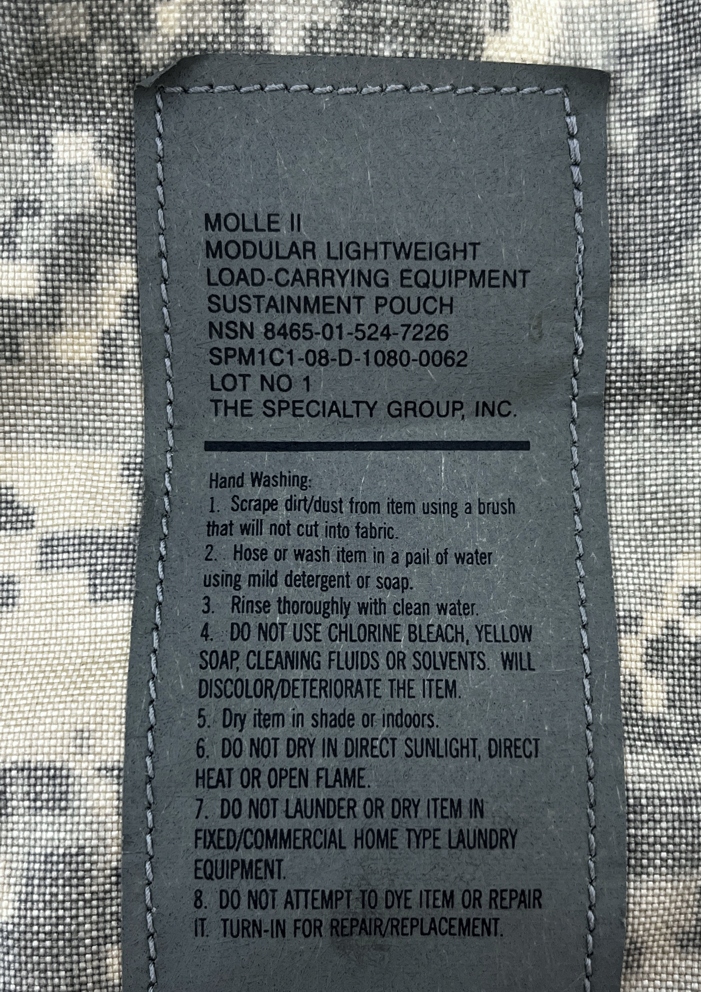 MOLLE II
MODULAR LIGHTWEIGHT
LOAD-CARRYING EQUIPMENT
SUSTAINMENT POUCH
NSN 8465-01-524-7226
SPM1C1-08-D-1080-0062
LOT NO 1
THE SPECIALTY GROUP, INC.
Hand Washing:
1. Scrape dirt/dust from item using a brush
that will not cut into fabric.
2. Hose or wash item in a pail of water
using mild detergent or soap.
3. Rinse thoroughly with clean water.
4. DO NOT USE CHLORINE BLEACH, YELLOW
SOAP, CLEANING FLUIDS OR SOLVENTS. WILL
DISCOLOR/DETERIORATE THE ITEM.
5. Dry item in shade or indoors.
6. DO NOT DRY IN DIRECT SUNLIGHT, DIRECT
HEAT OR OPEN FLAME.
7. DO NOT LAUNDER OR DRY ITEM IN
FIXED/COMMERCIAL HOME TYPE LAUNDRY
EQUIPMENT.
8. DO NOT ATTEMPT TO DYE ITEM OR REPAIR
IT. TURN-IN FOR REPAIR/REPLACEMENT.